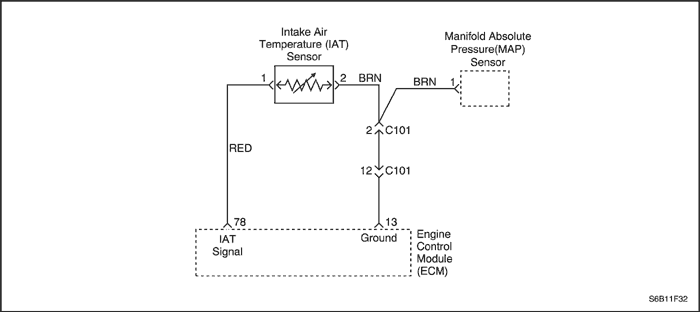 Intake Air
Temperature (IAT)
Sensor
Manifold Absolute
Pressure(MAP)
Sensor
1
2
BRN
BRN
1
2
C101
RED
12
C101
78
13
IAT
Signal
Ground
Engine
Control
Module
(ECM)
S6B11F32